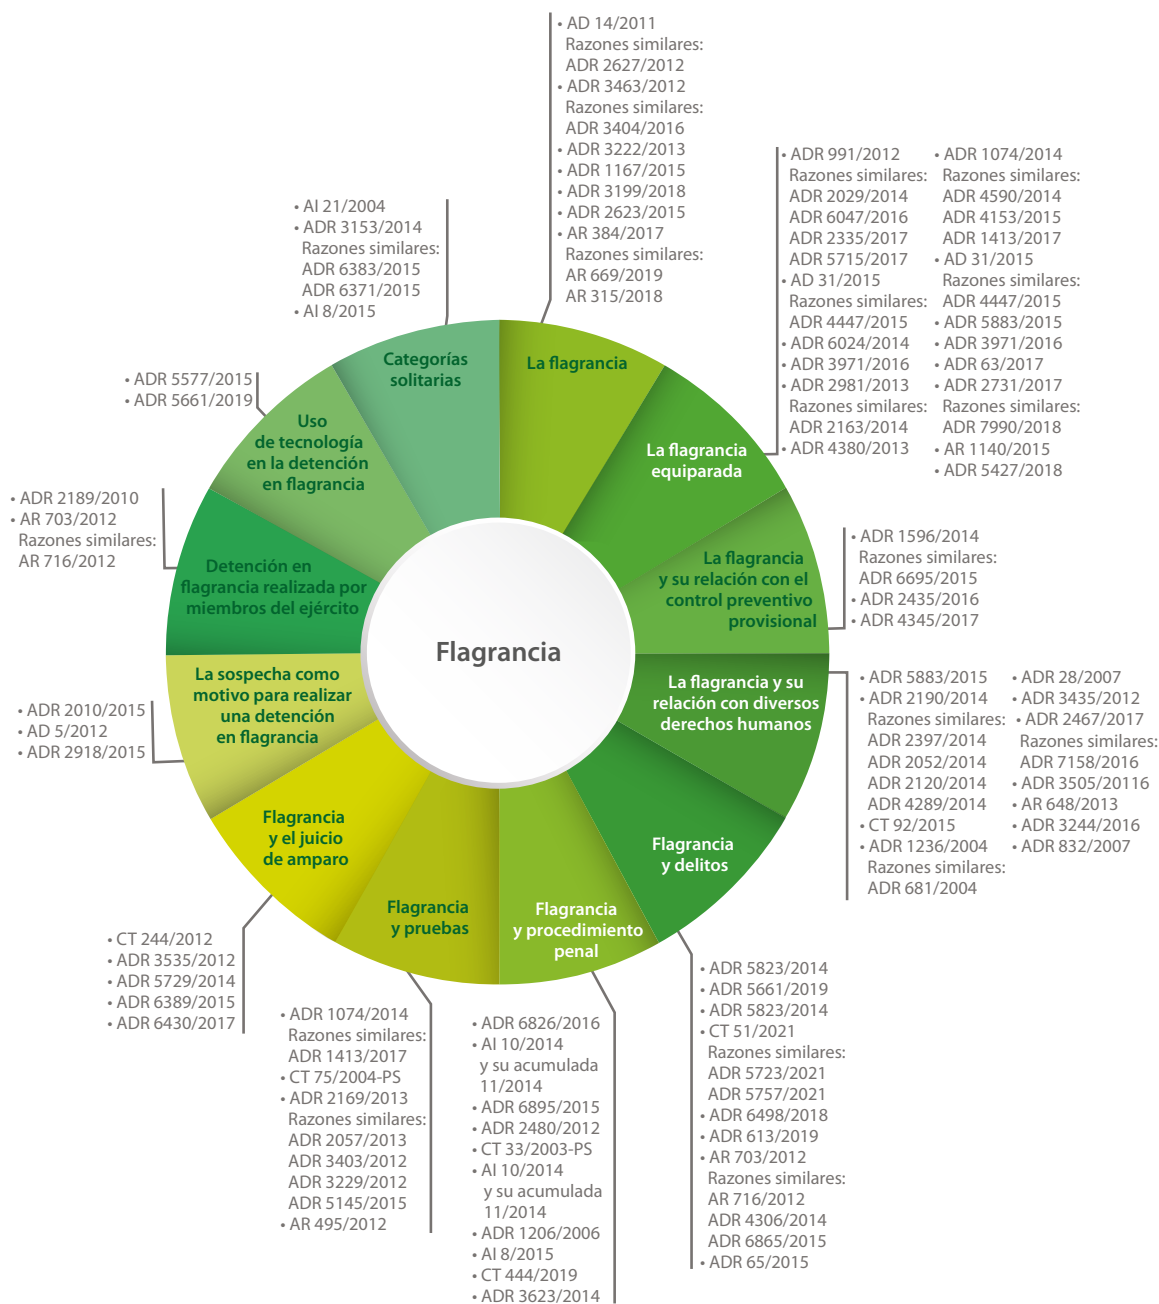 Flagrancia
La flagrancia
• AD 14/2011
Razones similares:
ADR 2627/2012
• ADR 3463/2012
Razones similares:
ADR 3404/2016
• ADR 3222/2013
• ADR 1167/2015
• ADR 3199/2018
• ADR 2623/2015
• AR 384/2017
Razones similares:
AR 669/2019
AR 315/2018
La flagrancia
equiparada
• ADR 991/2012
Razones similares:
ADR 2029/2014
ADR 6047/2016
ADR 2335/2017
ADR 5715/2017
• AD 31/2015
Razones similares:
ADR 4447/2015
• ADR 6024/2014
• ADR 3971/2016
• ADR 2981/2013
Razones similares:
ADR 2163/2014
• ADR 4380/2013
• ADR 1074/2014
Razones similares:
ADR 4590/2014
ADR 4153/2015
ADR 1413/2017
• AD 31/2015
Razones similares:
ADR 4447/2015
• ADR 5883/2015
• ADR 3971/2016
• ADR 63/2017
• ADR 2731/2017
Razones similares:
ADR 7990/2018
• AR 1140/2015
• ADR 5427/2018
La flagrancia
y su relación con el
control preventivo
provisional
• ADR 1596/2014
Razones similares:
ADR 6695/2015
• ADR 2435/2016
• ADR 4345/2017
La flagrancia y su
relación con diversos
derechos humanos
• ADR 5883/2015
• ADR 2190/2014
Razones similares:
ADR 2397/2014
ADR 2052/2014
ADR 2120/2014
ADR 4289/2014
• CT 92/2015
• ADR 1236/2004
Razones similares:
ADR 681/2004
• ADR 28/2007
• ADR 3435/2012
• ADR 2467/2017
Razones similares:
ADR 7158/2016
• ADR 3505/20116
• AR 648/2013
• ADR 3244/2016
• ADR 832/2007
Flagrancia
y delitos
• ADR 5823/2014
• ADR 5661/2019
• ADR 5823/2014
• CT 51/2021
Razones similares:
ADR 5723/2021
ADR 5757/2021
• ADR 6498/2018
• ADR 613/2019
• AR 703/2012
Razones similares:
AR 716/2012
ADR 4306/2014
ADR 6865/2015
• ADR 65/2015
Flagrancia
y procedimiento
penal
• ADR 6826/2016
• AI 10/2014
y su acumulada
11/2014
• ADR 6895/2015
• ADR 2480/2012
• CT 33/2003-PS
• AI 10/2014
y su acumulada
11/2014
• ADR 1206/2006
• AI 8/2015
• CT 444/2019
• ADR 3623/2014
Flagrancia
y pruebas
• ADR 1074/2014
Razones similares:
ADR 1413/2017
• CT 75/2004-PS
• ADR 2169/2013
Razones similares:
ADR 2057/2013
ADR 3403/2012
ADR 3229/2012
ADR 5145/2015
• AR 495/2012
Flagrancia
y el juicio
de amparo
• CT 244/2012
• ADR 3535/2012
• ADR 5729/2014
• ADR 6389/2015
• ADR 6430/2017
La sospecha como
motivo para realizar
una detención
en flagrancia
• ADR 2010/2015
• AD 5/2012
• ADR 2918/2015
Detención en
flagrancia realizada por
miembros del ejército
• ADR 2189/2010
• AR 703/2012
Razones similares:
AR 716/2012
Uso
de tecnología
en la detención
en flagrancia
• ADR 5577/2015
• ADR 5661/2019
Categorías
solitarias
• AI 21/2004
• ADR 3153/2014
Razones similares:
ADR 6383/2015
ADR 6371/2015
• AI 8/2015